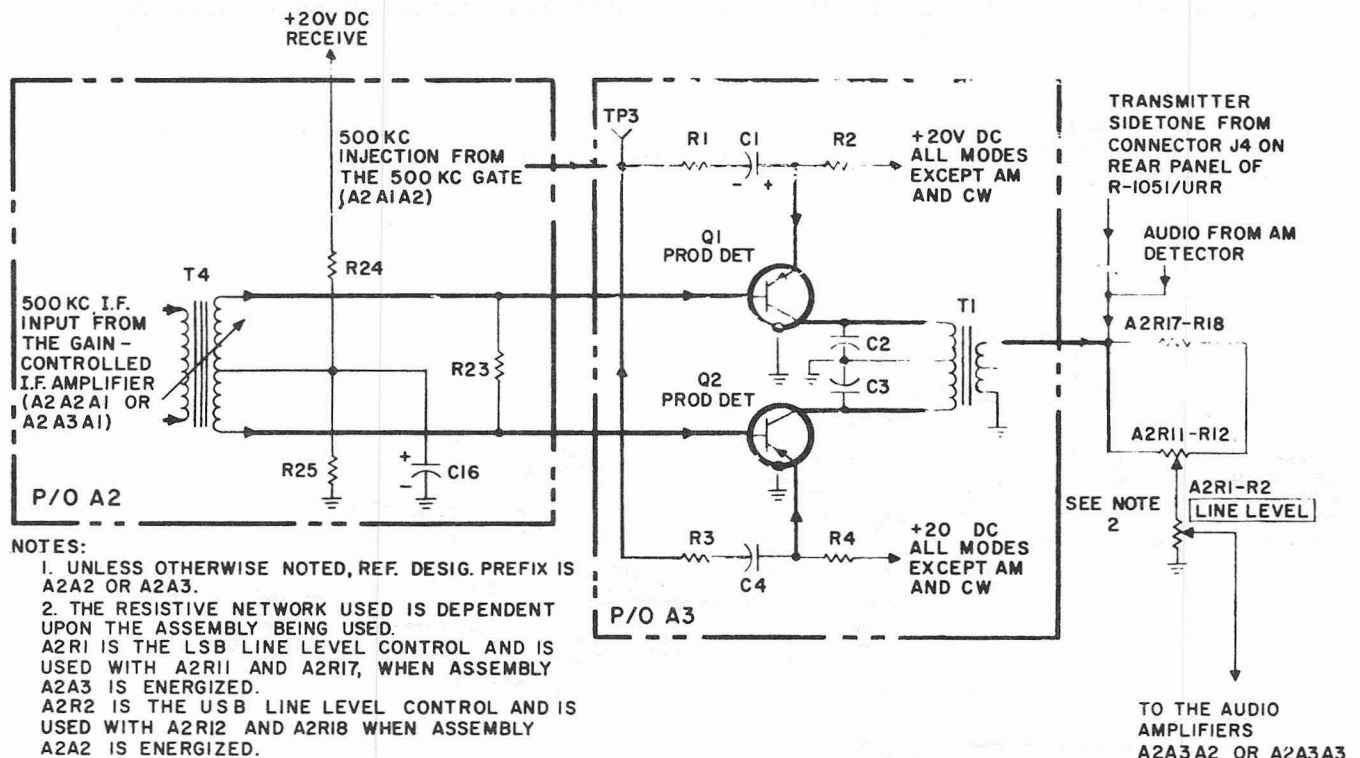 +20V DC
RECEIVE
500 KC
INJECTION FROM
THE 500 KC GATE
(A2 A1A2)
T4
R24
500 KC I.F.
INPUT FROM
THE GAIN-
CONTROLLED
I.F. AMPLIFIER
(A2A2A1 OR
A2A3A1)
R23
R25
+
-
C16
P/O A2
TP3
R1
C1
R2
- +
+20V DC
ALL MODES
EXCEPT AM
AND CW
Q1
PROD DET
C2
C3
T1
Q2
PROD DET
R3
C4
R4
+20 DC
ALL MODES
EXCEPT AM
AND CW
P/O A3
TRANSMITTER
SIDETONE FROM
CONNECTOR J4 ON
REAR PANEL OF
R-1051/URR
AUDIO FROM AM
DETECTOR
A2R17-R18
A2R11-R12
SEE NOTE
2
A2R1-R2
LINE LEVEL
TO THE AUDIO
AMPLIFIERS
A2A3A2 OR A2A3A3
NOTES:
1. UNLESS OTHERWISE NOTED, REF. DESIG. PREFIX IS
A2A2 OR A2A3.
2. THE RESISTIVE NETWORK USED IS DEPENDENT
UPON THE ASSEMBLY BEING USED.
A2R1 IS THE LSB LINE LEVEL CONTROL AND IS
USED WITH A2R11 AND A2R17, WHEN ASSEMBLY
A2A3 IS ENERGIZED.
A2R2 IS THE USB LINE LEVEL CONTROL AND IS
USED WITH A2R12 AND A2R18 WHEN ASSEMBLY
A2A2 IS ENERGIZED.